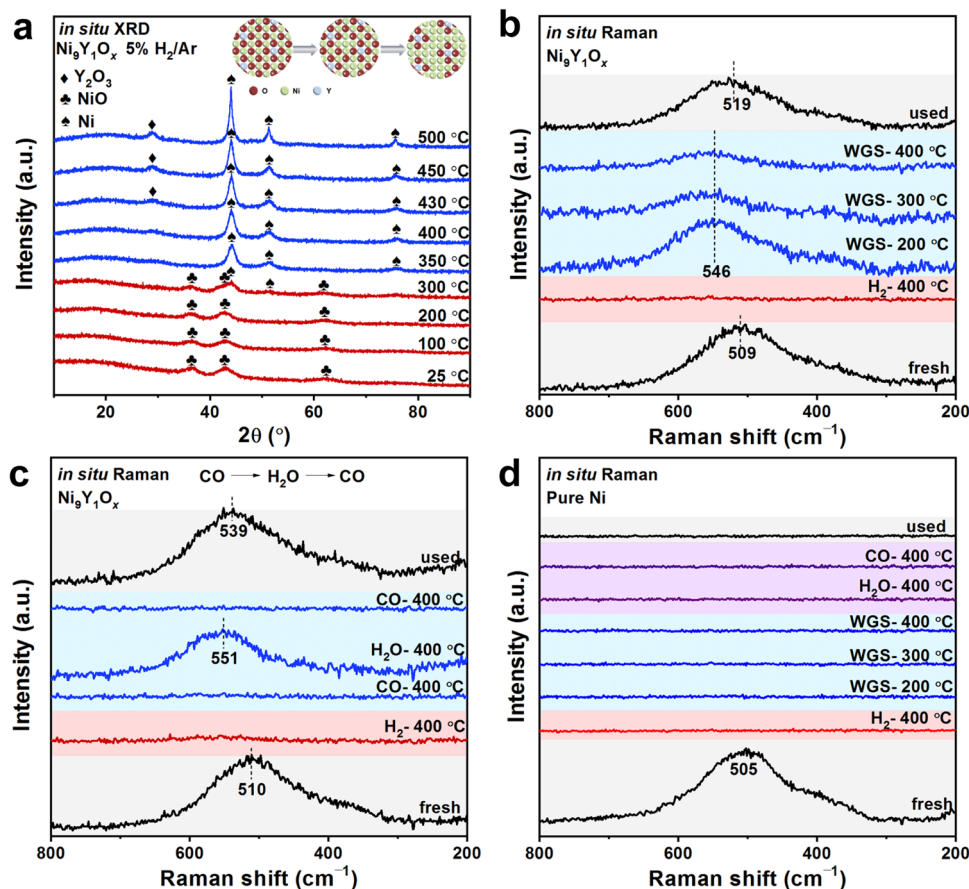 a
in situ XRD
Ni₉Y₁Oₓ 5% H₂/Ar
♦ Y₂O₃
♣ NiO
♠ Ni
O Ni Y
500 °C
450 °C
430 °C
400 °C
350 °C
300 °C
200 °C
100 °C
25 °C
Intensity (a.u.)
20 40 60 80
2θ (°)
b
in situ Raman
Ni₉Y₁Oₓ
519
used
WGS- 400 °C
WGS- 300 °C
WGS- 200 °C
546
H₂- 400 °C
509
fresh
Intensity (a.u.)
800 600 400 200
Raman shift (cm⁻¹)
c
in situ Raman CO → H₂O → CO
Ni₉Y₁Oₓ
539
used
CO- 400 °C
551
H₂O- 400 °C
CO- 400 °C
H₂- 400 °C
510
fresh
Intensity (a.u.)
800 600 400 200
Raman shift (cm⁻¹)
d
in situ Raman
Pure Ni
used
CO- 400 °C
H₂O- 400 °C
WGS- 400 °C
WGS- 300 °C
WGS- 200 °C
H₂- 400 °C
505
fresh
Intensity (a.u.)
800 600 400 200
Raman shift (cm⁻¹)